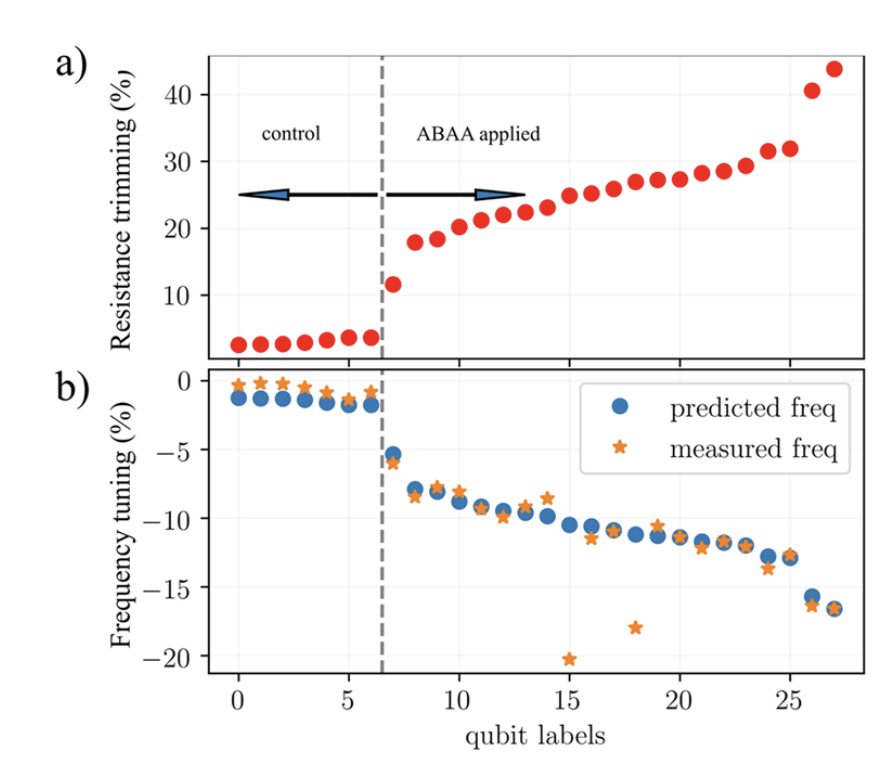 a)
Resistance trimming (%)
40
30
20
10
control
ABAA applied
b)
Frequency tuning (%)
0
−5
−10
−15
−20
predicted freq
measured freq
0 5 10 15 20 25
qubit labels